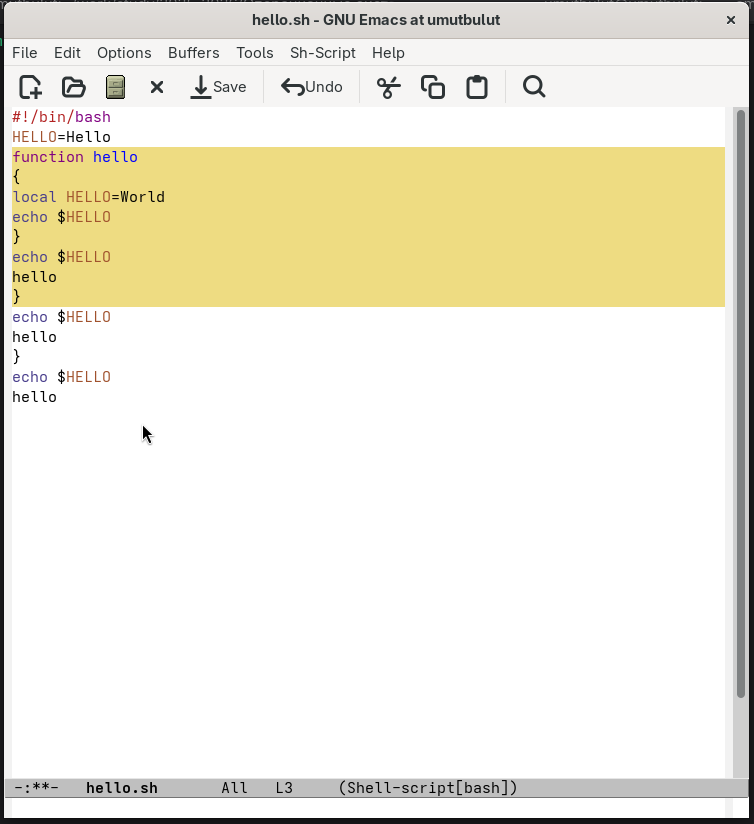 hello.sh - GNU Emacs at umutbulut
File Edit Options Buffers Tools Sh-Script Help
Save Undo
#!/bin/bash
HELLO=Hello
function hello
{
local HELLO=World
echo $HELLO
}
echo $HELLO
hello
}
echo $HELLO
hello
}
echo $HELLO
hello
-:**- hello.sh All L3 (Shell-script[bash])